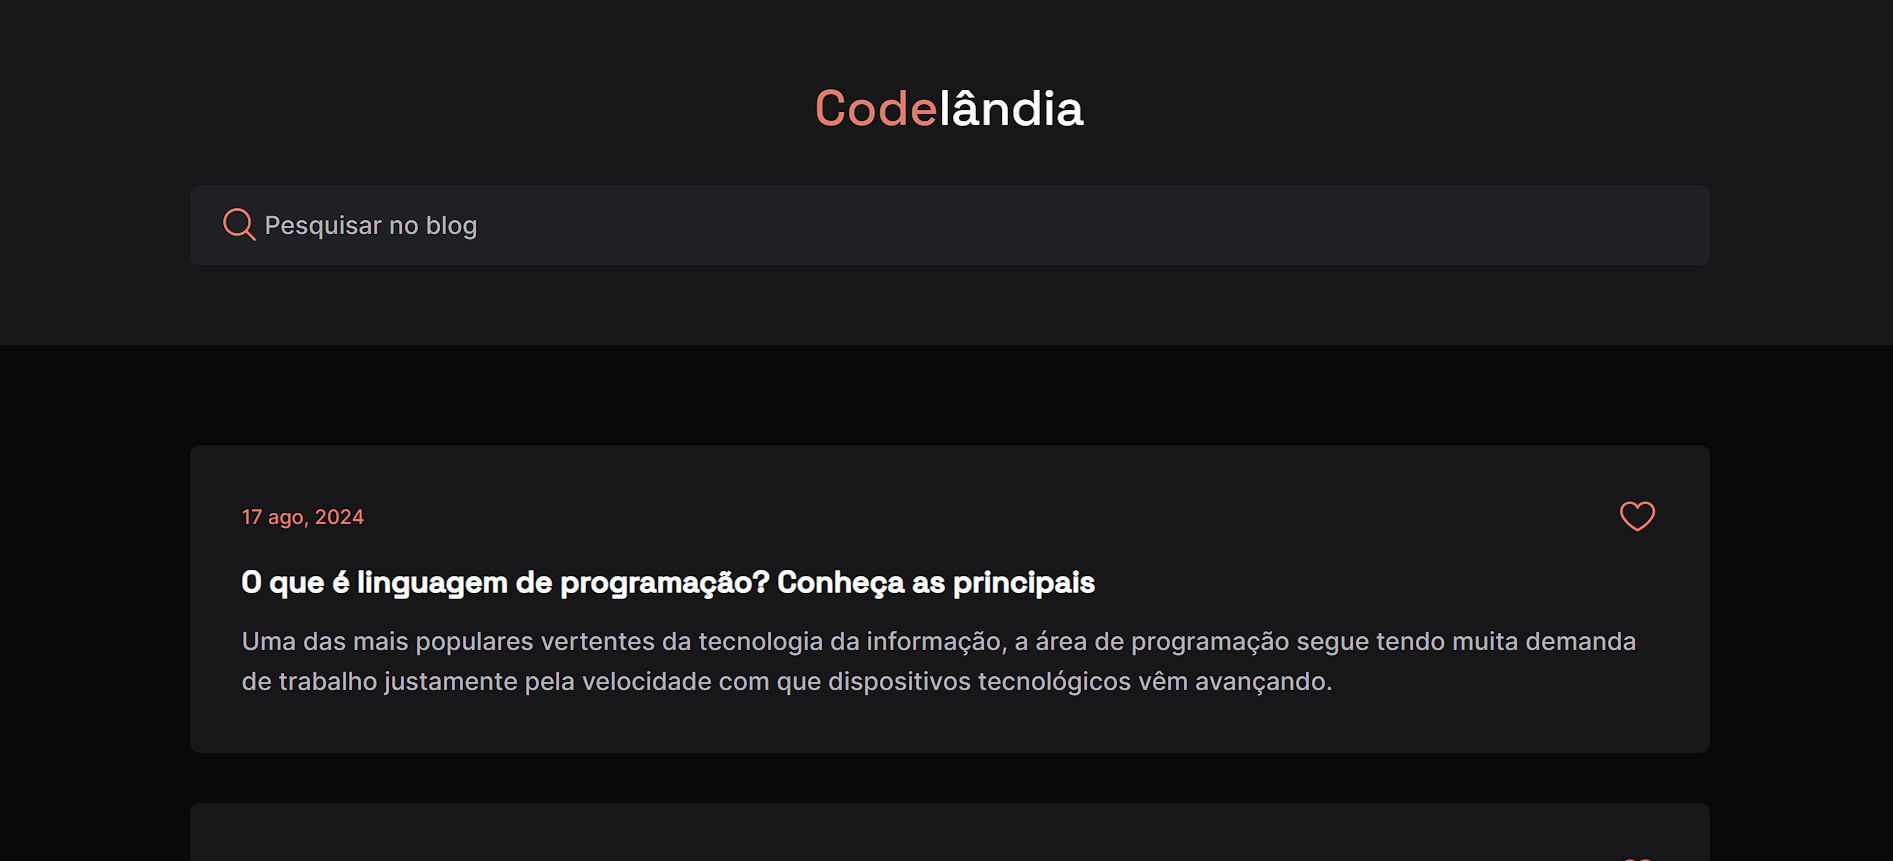 Codelândia
Pesquisar no blog
17 ago, 2024
O que é linguagem de programação? Conheça as principais
Uma das mais populares vertentes da tecnologia da informação, a área de programação segue tendo muita demanda
de trabalho justamente pela velocidade com que dispositivos tecnológicos vêm avançando.